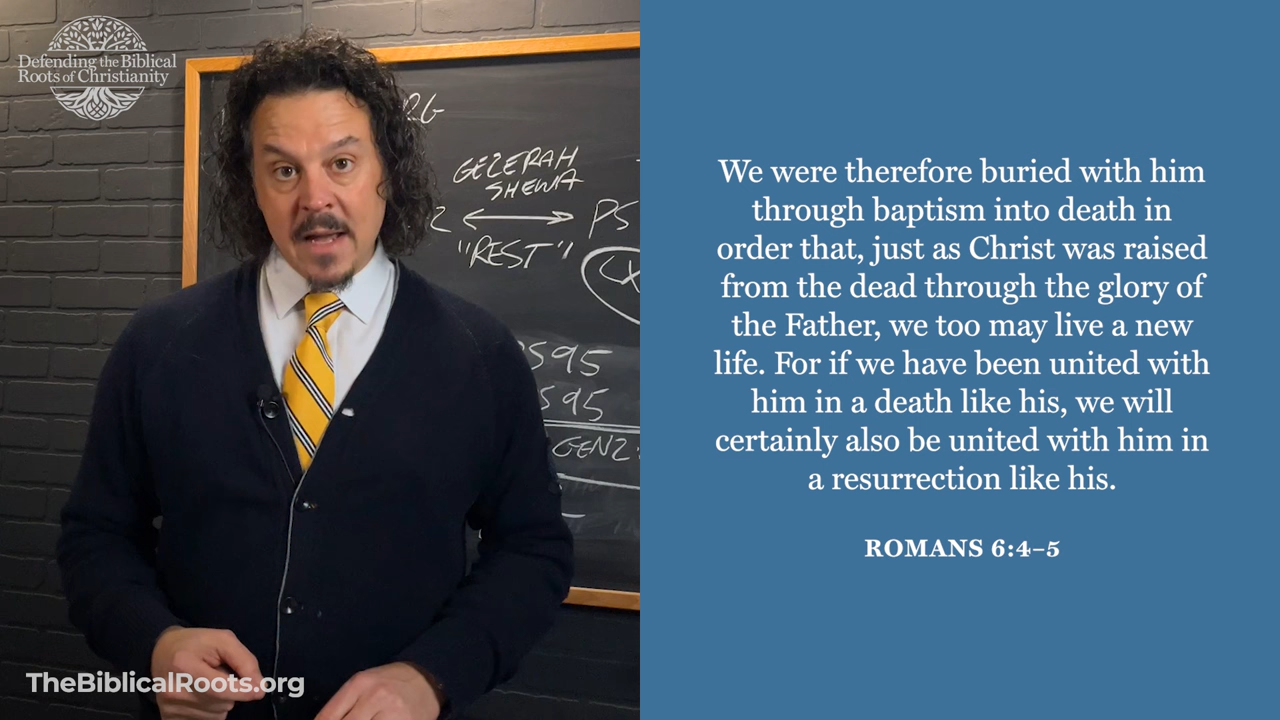 Defending the Biblical
Roots of Christianity
GEZERAH
SHEWA
PS
"REST"
PS95
S95
GEN2:
TheBiblicalRoots.org
We were therefore buried with him
through baptism into death in
order that, just as Christ was raised
from the dead through the glory of
the Father, we too may live a new
life. For if we have been united with
him in a death like his, we will
certainly also be united with him in
a resurrection like his.
ROMANS 6:4–5